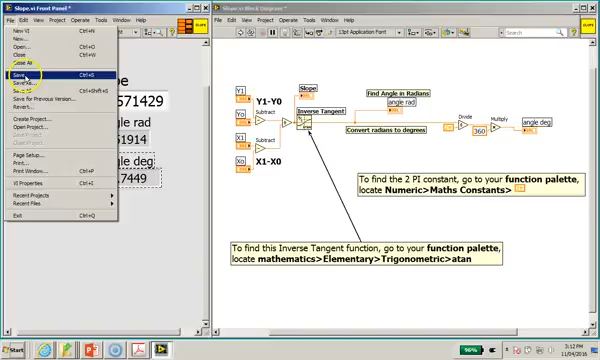 Slope.vi Front Panel *
File Edit View Project Operate Tools Window
New VI Ctrl+N
New...
Open... Ctrl+O
Close Ctrl+W
Close All
Save Ctrl+S
Save As...
Save All Ctrl+Shift+S
Save for Previous Version...
Revert...
Create Project...
Open Project...
Save Project
Close Project
Page Setup...
Print...
Print Window... Ctrl+P
VI Properties Ctrl+I
Recent Projects
Recent Files
Exit Ctrl+Q
pe
571429
gle rad
51914
ngle deg
7449
Slope.vi Block Diagram *
File Edit View Project Operate Tools Window
13pt Application Font
Y1
Y1-Y0
Yo
Subtract
X1
Subtract
Xo
X1-X0
Slope
Inverse Tangent
Find Angle in Radians
angle rad
Convert radians to degrees
Divide
360
Multiply
angle deg
To find the 2 PI constant, go to your function palette,
locate Numeric>Maths Constants>
To find this Inverse Tangent function, go to your function palette,
locate mathematics>Elementary>Trigonometric>atan
Start
96%
3:12 PM
11/04/2016